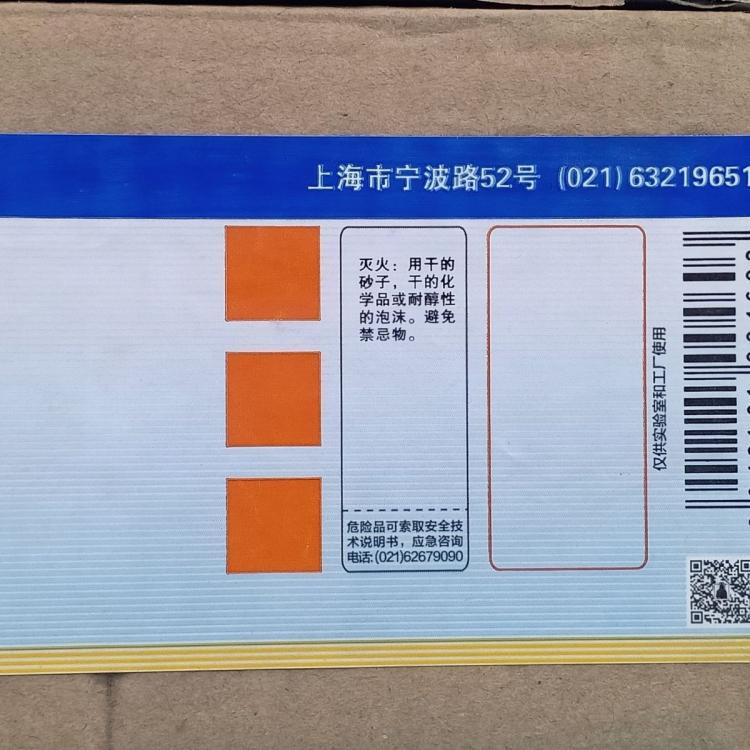 上海市宁波路52号 (021) 63219651
灭火：用干的
砂子，干的化
学品或耐醇性
的泡沫。避免
禁忌物。
危险品可索取安全技
术说明书，应急咨询
电话:(021)62679090
仅供实验室和工厂使用